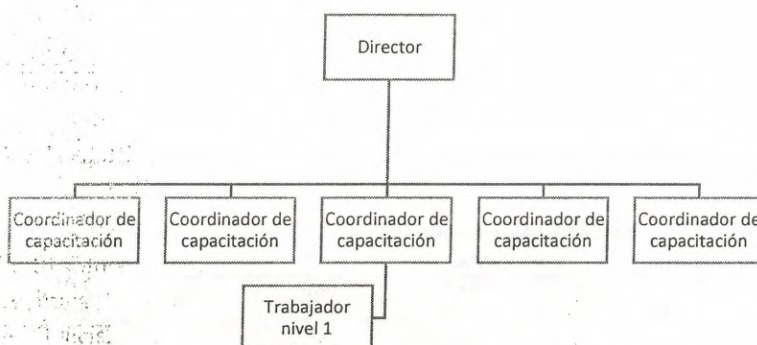 Director
Coordinador de
capacitación
Coordinador de
capacitación
Coordinador de
capacitación
Coordinador de
capacitación
Coordinador de
capacitación
Trabajador
nivel 1